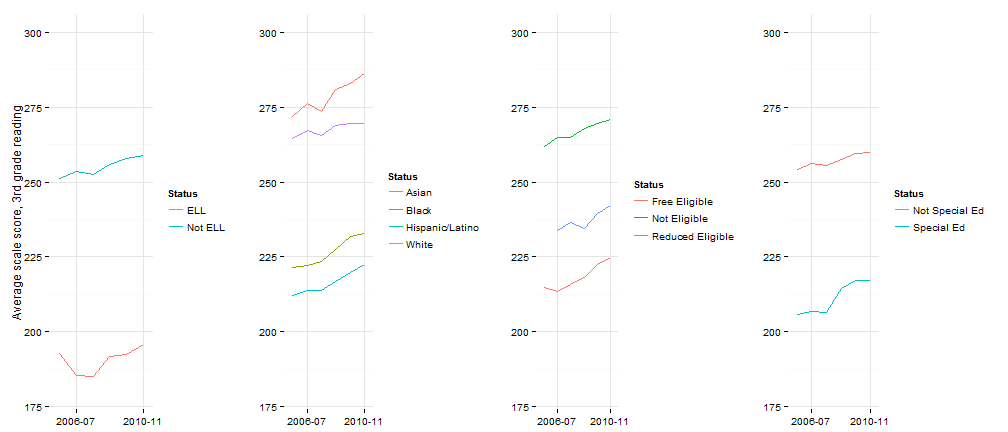 Average scale score, 3rd grade reading
300
275
250
225
200
175
2006-07 2010-11
Status
ELL
Not ELL
300
275
250
225
200
175
2006-07 2010-11
Status
Asian
Black
Hispanic/Latino
White
300
275
250
225
200
175
2006-07 2010-11
Status
Free Eligible
Not Eligible
Reduced Eligible
300
275
250
225
200
175
2006-07 2010-11
Status
Not Special Ed
Special Ed